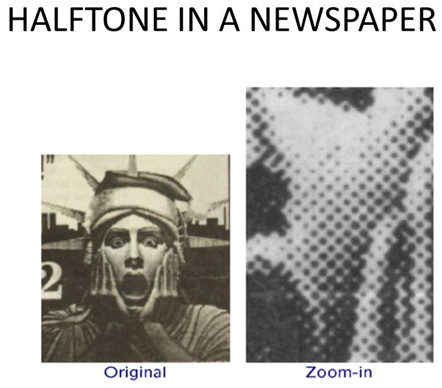 HALFTONE IN A NEWSPAPER
"
2
Original
Zoom-in